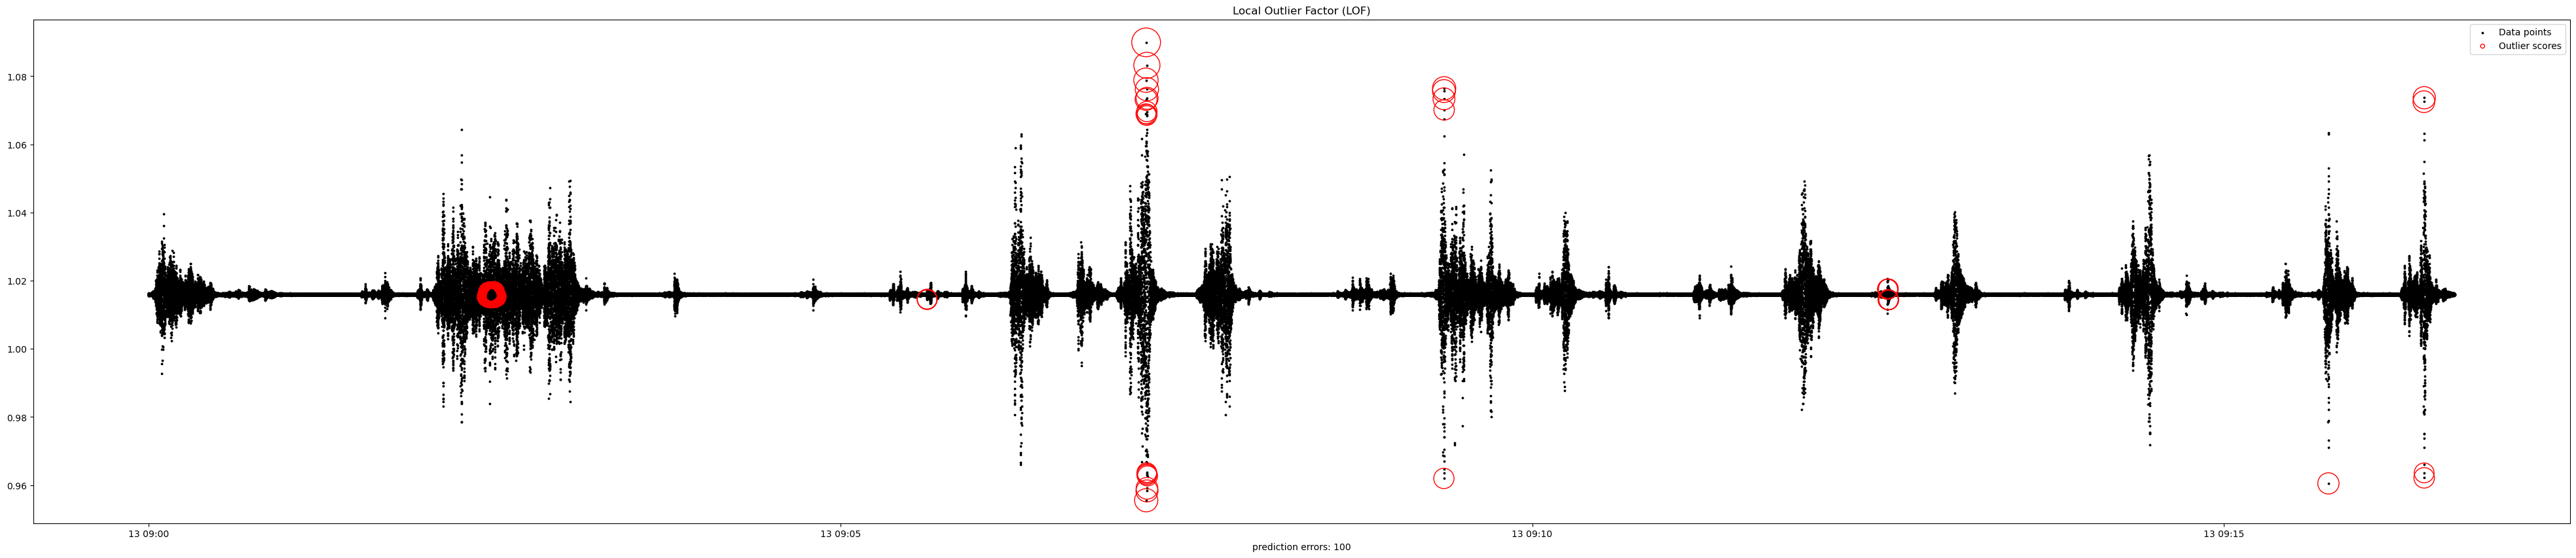 Local Outlier Factor (LOF)
Data points
Outlier scores
1.08
1.06
1.04
1.02
1.00
0.98
0.96
13 09:00
13 09:05
13 09:10
13 09:15
prediction errors: 100